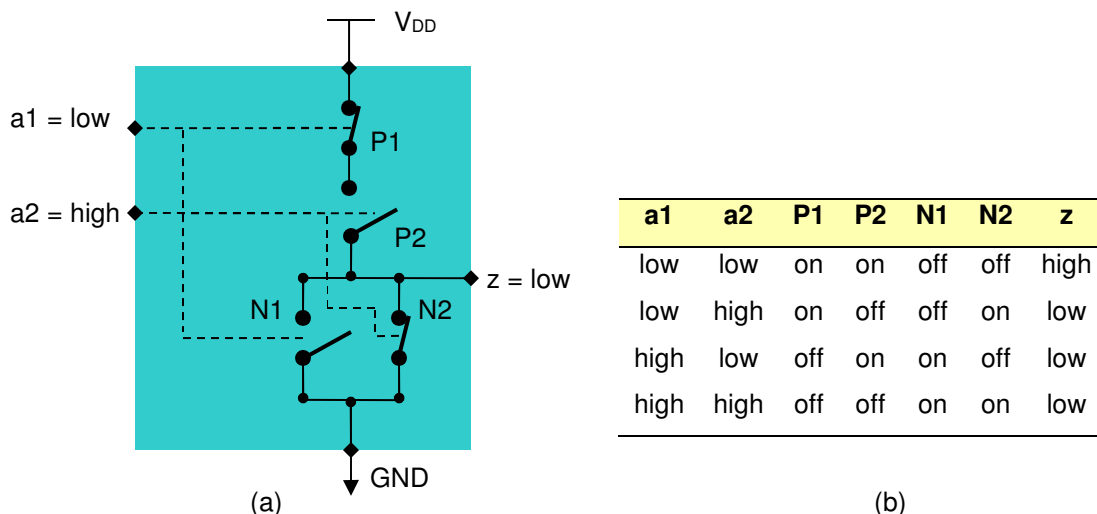 VDD
a1 = low
P1
a2 = high
P2
z = low
N1
N2
GND
(a)
a1 a2 P1 P2 N1 N2 z
low low on on off off high
low high on off off on low
high low off on on off low
high high off off on on low
(b)